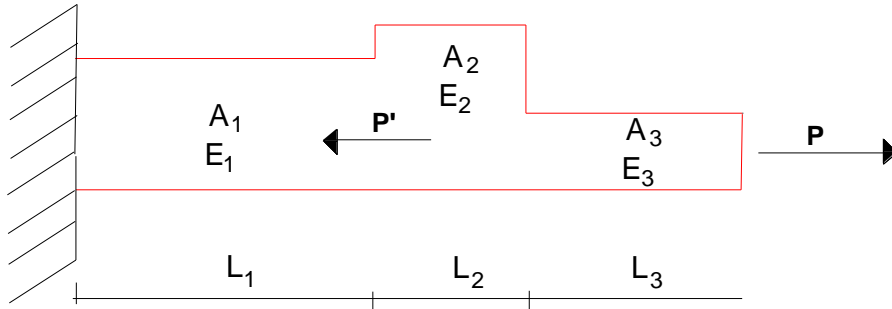 A₂
E₂
A₁
E₁
P'
A₃
E₃
P
L₁
L₂
L₃